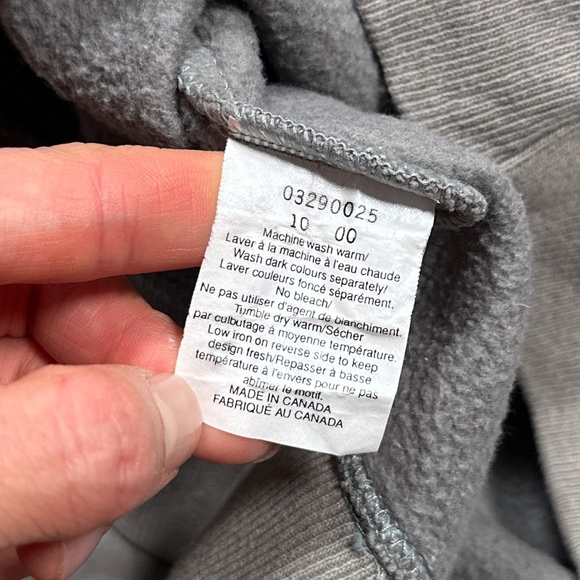 03290025
10 00
Machine wash warm/
Laver à la machine à l'eau chaude
Wash dark colours separately/
Laver couleurs foncé séparément.
No bleach/
Ne pas utiliser d'agent de blanchiment.
Tumble dry warm/Sécher
par culbutage à moyenne température.
Low iron on reverse side to keep
design fresh/Repasser à basse
température à l'envers pour ne pas
abîmer le motif.
MADE IN CANADA
FABRIQUÉ AU CANADA